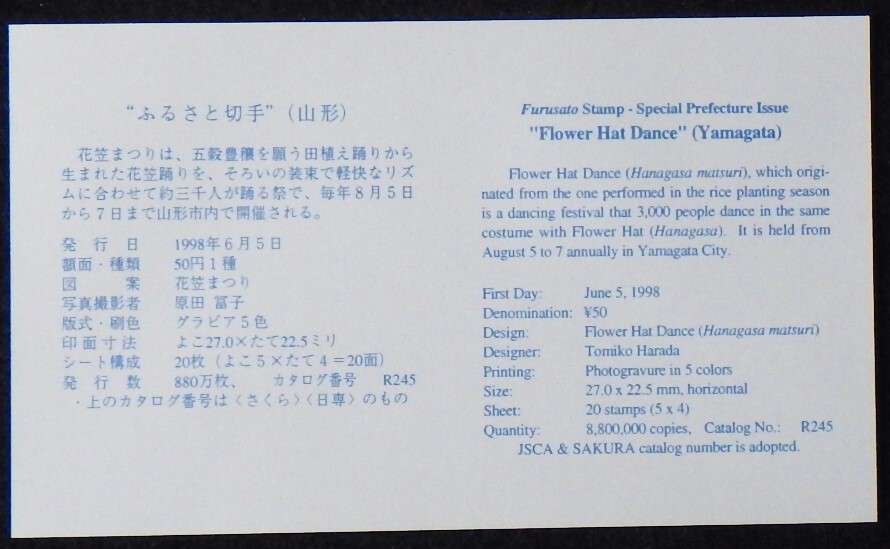 “ふるさと切手”（山形）
花笠まつりは、五穀豊穣を願う田植え踊りから
生まれた花笠踊りを、そろいの装束で軽快なリズ
ムに合わせて約三千人が踊る祭で、毎年８月５日
から７日まで山形市内で開催される。
発行日 1998年６月５日
額面・種類 50円１種
図案 花笠まつり
写真撮影者 原田 冨子
版式・刷色 グラビア５色
印面寸法 よこ27.0×たて22.5ミリ
シート構成 20枚（よこ５×たて４＝20面）
発行数 880万枚、 カタログ番号 R245
・上のカタログ番号は〈さくら〉〈日専〉のもの
Furusato Stamp - Special Prefecture Issue
"Flower Hat Dance" (Yamagata)
Flower Hat Dance (Hanagasa matsuri), which origi-
nated from the one performed in the rice planting season
is a dancing festival that 3,000 people dance in the same
costume with Flower Hat (Hanagasa). It is held from
August 5 to 7 annually in Yamagata City.
First Day: June 5, 1998
Denomination: ¥50
Design: Flower Hat Dance (Hanagasa matsuri)
Designer: Tomiko Harada
Printing: Photogravure in 5 colors
Size: 27.0 x 22.5 mm, horizontal
Sheet: 20 stamps (5 x 4)
Quantity: 8,800,000 copies, Catalog No.: R245
JSCA & SAKURA catalog number is adopted.